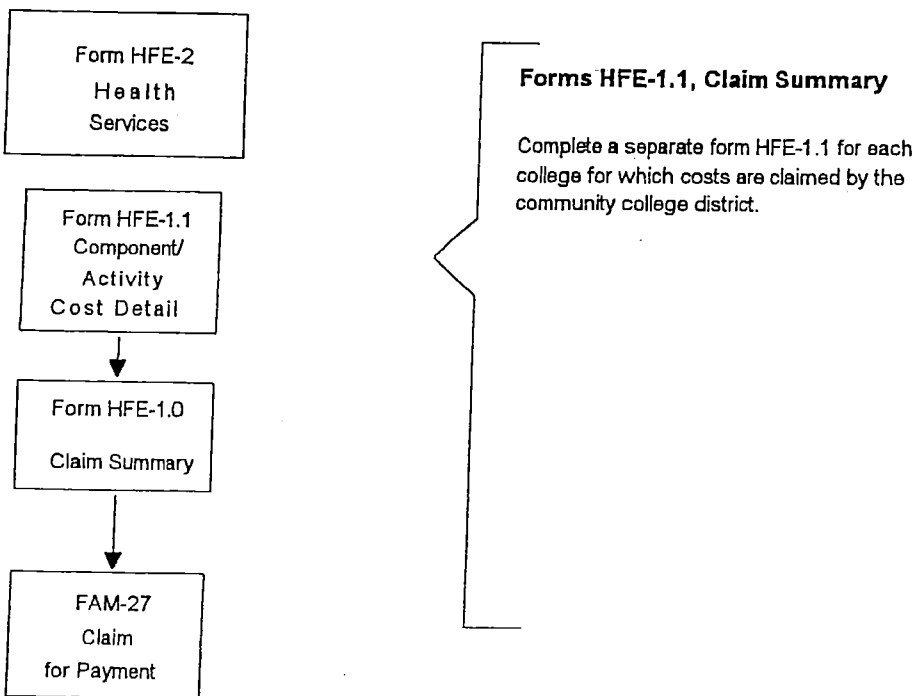 Form HFE-2
Health
Services
Form HFE-1.1
Component/
Activity
Cost Detail
Form HFE-1.0
Claim Summary
FAM-27
Claim
for Payment
Forms HFE-1.1, Claim Summary
Complete a separate form HFE-1.1 for each
college for which costs are claimed by the
community college district.